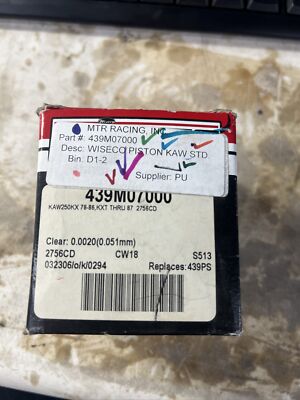 MTR RACING, INC
Part #: 439M07000
Desc: WISECO PISTON KAW STD
Bin: D1-2
Supplier: PU
439M07000
KAW250KX 78-86,KXT THRU 87 2756CD
Clear: 0.0020(0.051mm)
2756CD CW18 S513
032306/o/k/0294 Replaces:439PS